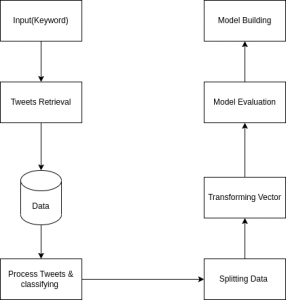 Input(Keyword)
Tweets Retrieval
Data
Process Tweets &
classifying
Splitting Data
Transforming Vector
Model Evaluation
Model Building